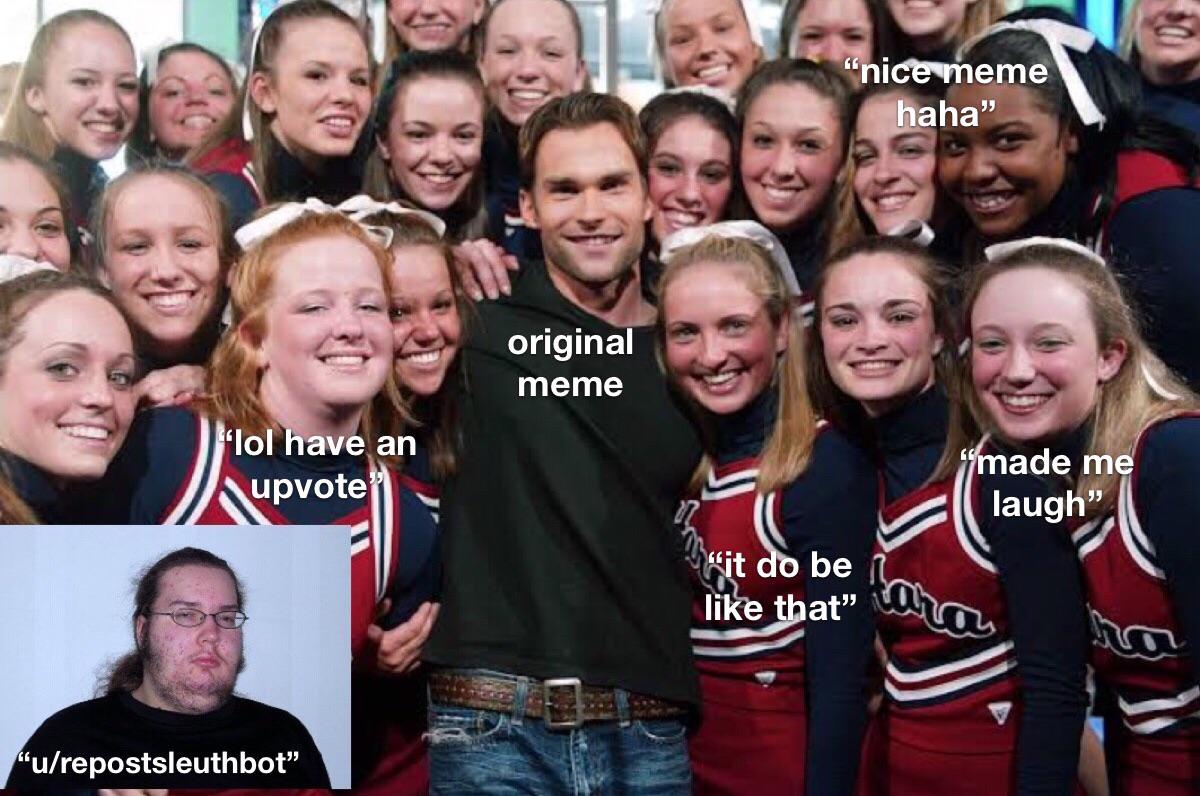 “nice meme
haha”
original
meme
“lol have an
upvote”
“made me
laugh”
“it do be
like that”
“u/repostsleuthbot”